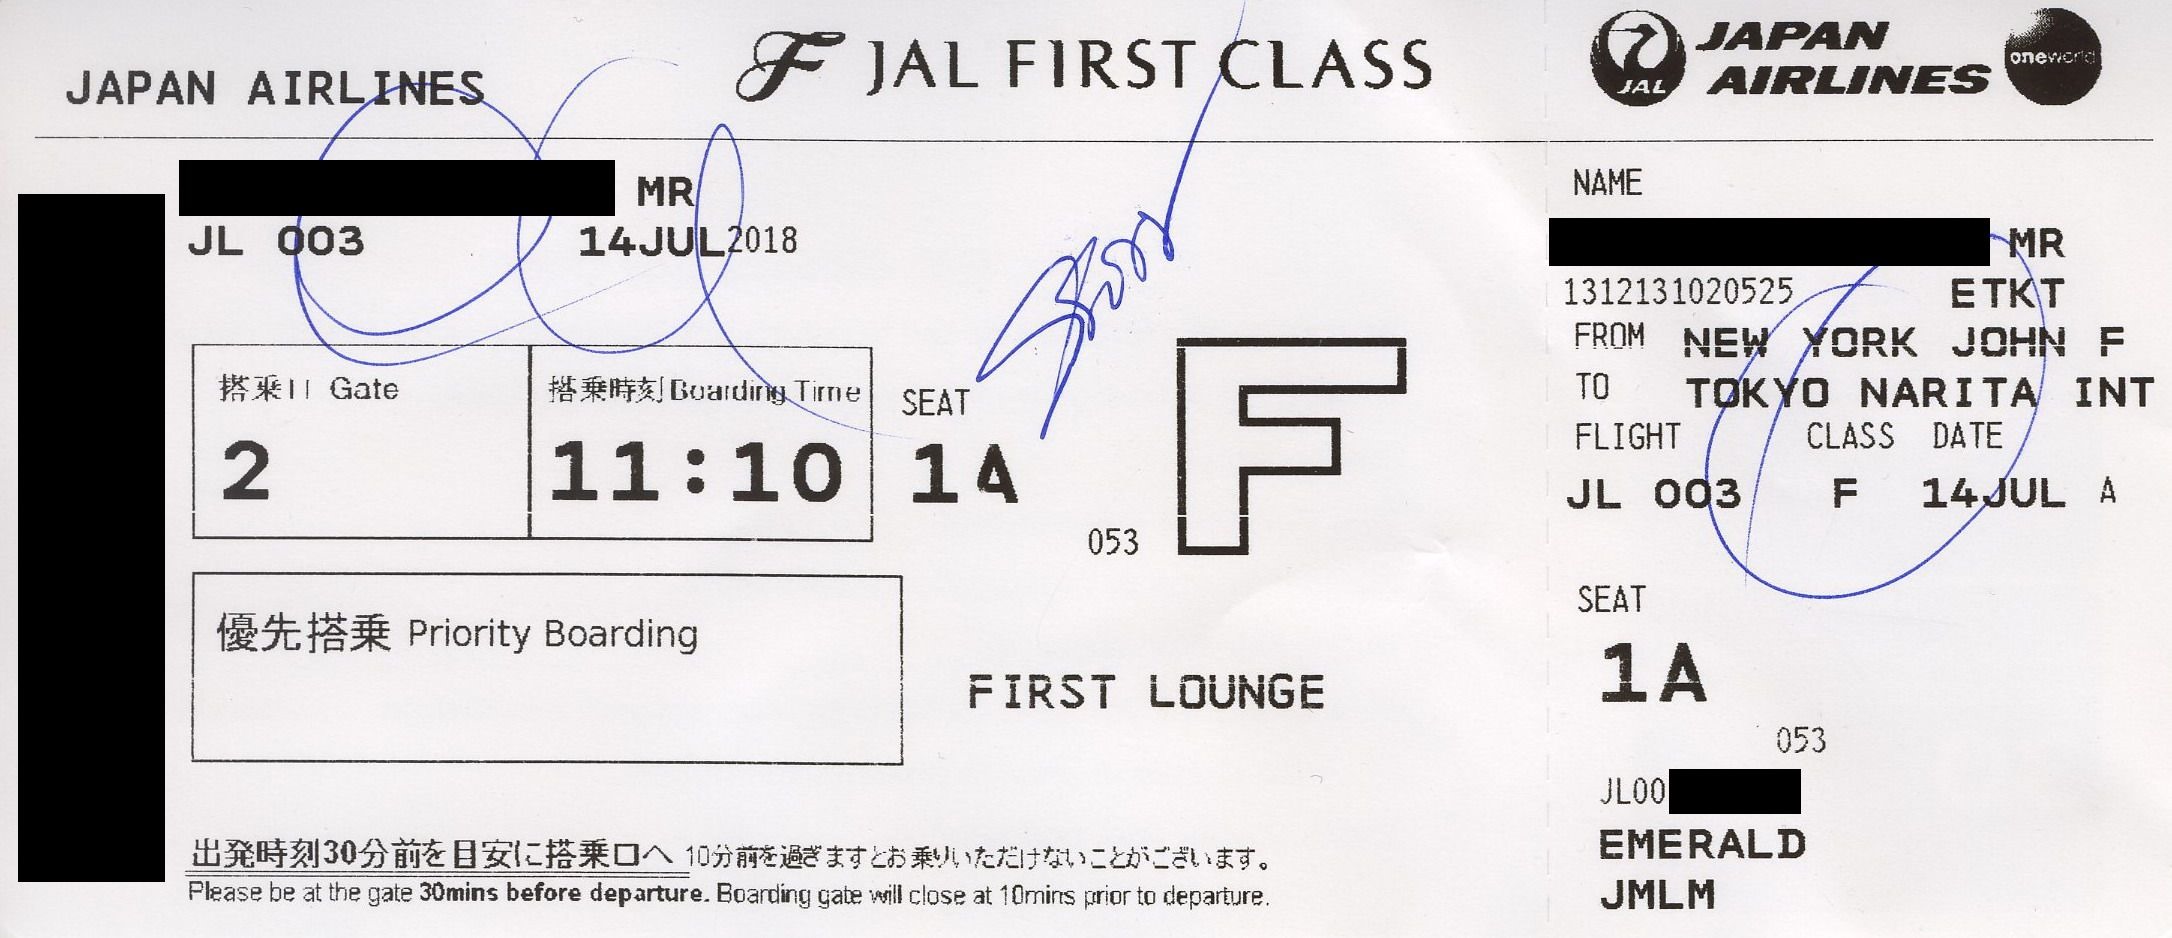 JAPAN AIRLINES
F JAL FIRST CLASS
MR
JL 003 14JUL2018
搭乗口 Gate
2
搭乗時刻 Boarding Time
11:10
SEAT
1A
053
F
優先搭乗 Priority Boarding
FIRST LOUNGE
出発時刻30分前を目安に搭乗口へ 10分前を過ぎますとお乗りいただけないことがございます。
Please be at the gate 30mins before departure. Boarding gate will close at 10mins prior to departure.
JAL
JAPAN
AIRLINES
oneworld
NAME
MR
1312131020525 ETKT
FROM NEW YORK JOHN F
TO TOKYO NARITA INT
FLIGHT CLASS DATE
JL 003 F 14JUL A
SEAT
1A
053
JL00
EMERALD
JMLM